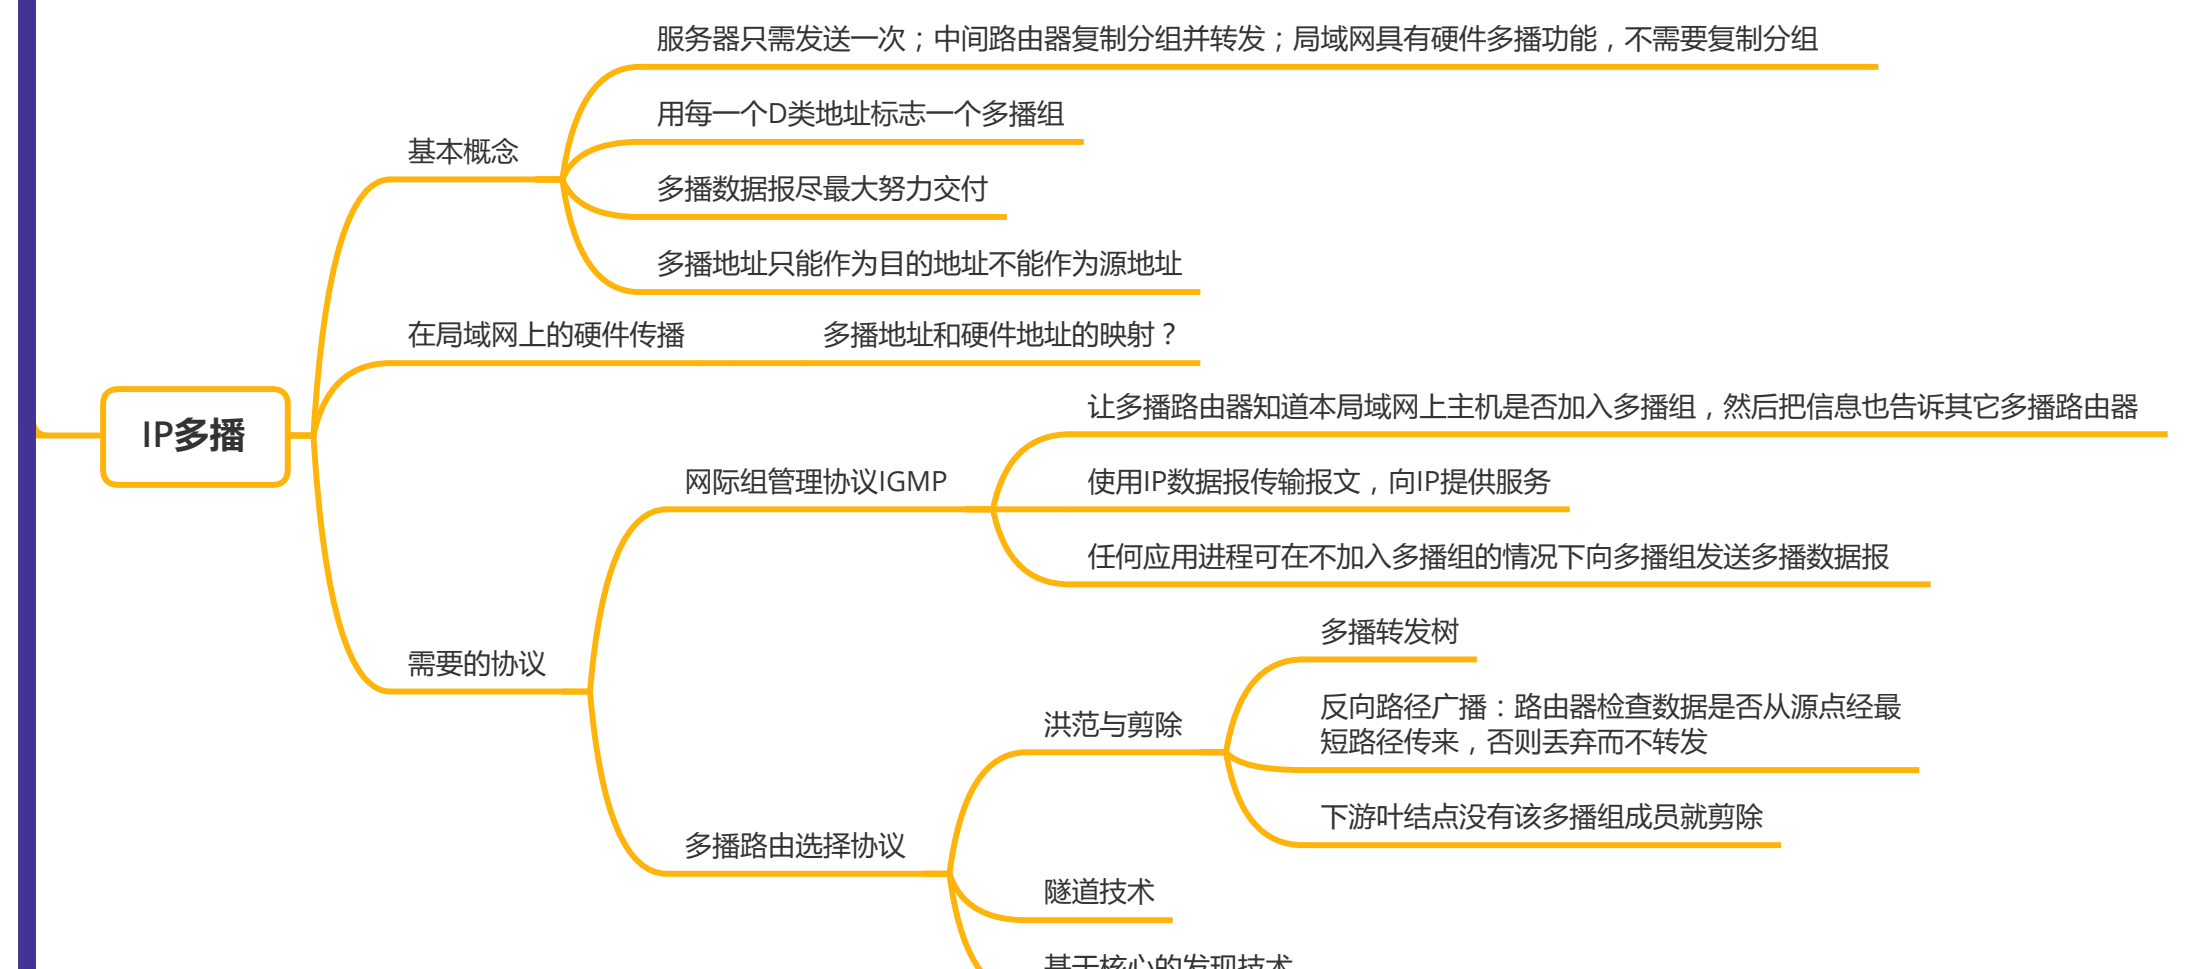 服务器只需发送一次；中间路由器复制分组并转发；局域网具有硬件多播功能，不需要复制分组
用每一个D类地址标志一个多播组
基本概念
多播数据报尽最大努力交付
多播地址只能作为目的地址不能作为源地址
在局域网上的硬件传播
多播地址和硬件地址的映射？
让多播路由器知道本局域网上主机是否加入多播组，然后把信息也告诉其它多播路由器
IP多播
网际组管理协议IGMP
使用IP数据报传输报文，向IP提供服务
任何应用进程可在不加入多播组的情况下向多播组发送多播数据报
需要的协议
多播转发树
洪范与剪除
反向路径广播：路由器检查数据是否从源点经最
短路径传来，否则丢弃而不转发
下游叶结点没有该多播组成员就剪除
多播路由选择协议
隧道技术
基于核心的发现技术